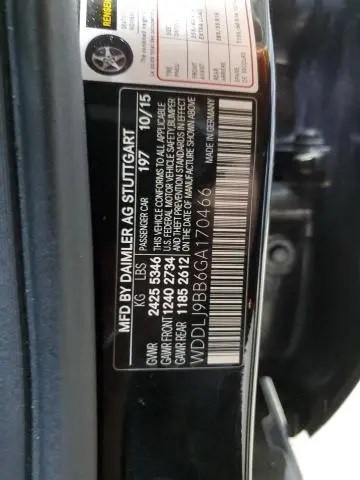 MFD BY DAIMLER AG STUTTGART
PASSENGER CAR 197 10/15
KG LBS
GVWR 2425 5346
GAWR FRONT 1240 2734
GAWR REAR 1185 2612
THIS VEHICLE CONFORMS TO ALL APPLICABLE
U.S. FEDERAL MOTOR VEHICLE SAFETY/BUMPER
AND THEFT PREVENTION STANDARDS IN EFFECT
ON THE DATE OF MANUFACTURE SHOWN ABOVE
WDDLJ9BB6GA170466
MADE IN GERMANY
TIRE
PNEU